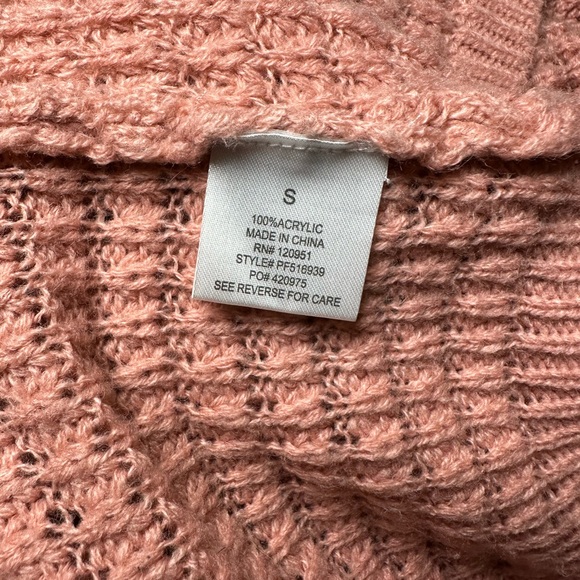 S
100%ACRYLIC
MADE IN CHINA
RN# 120951
STYLE# PF516939
PO# 420975
SEE REVERSE FOR CARE